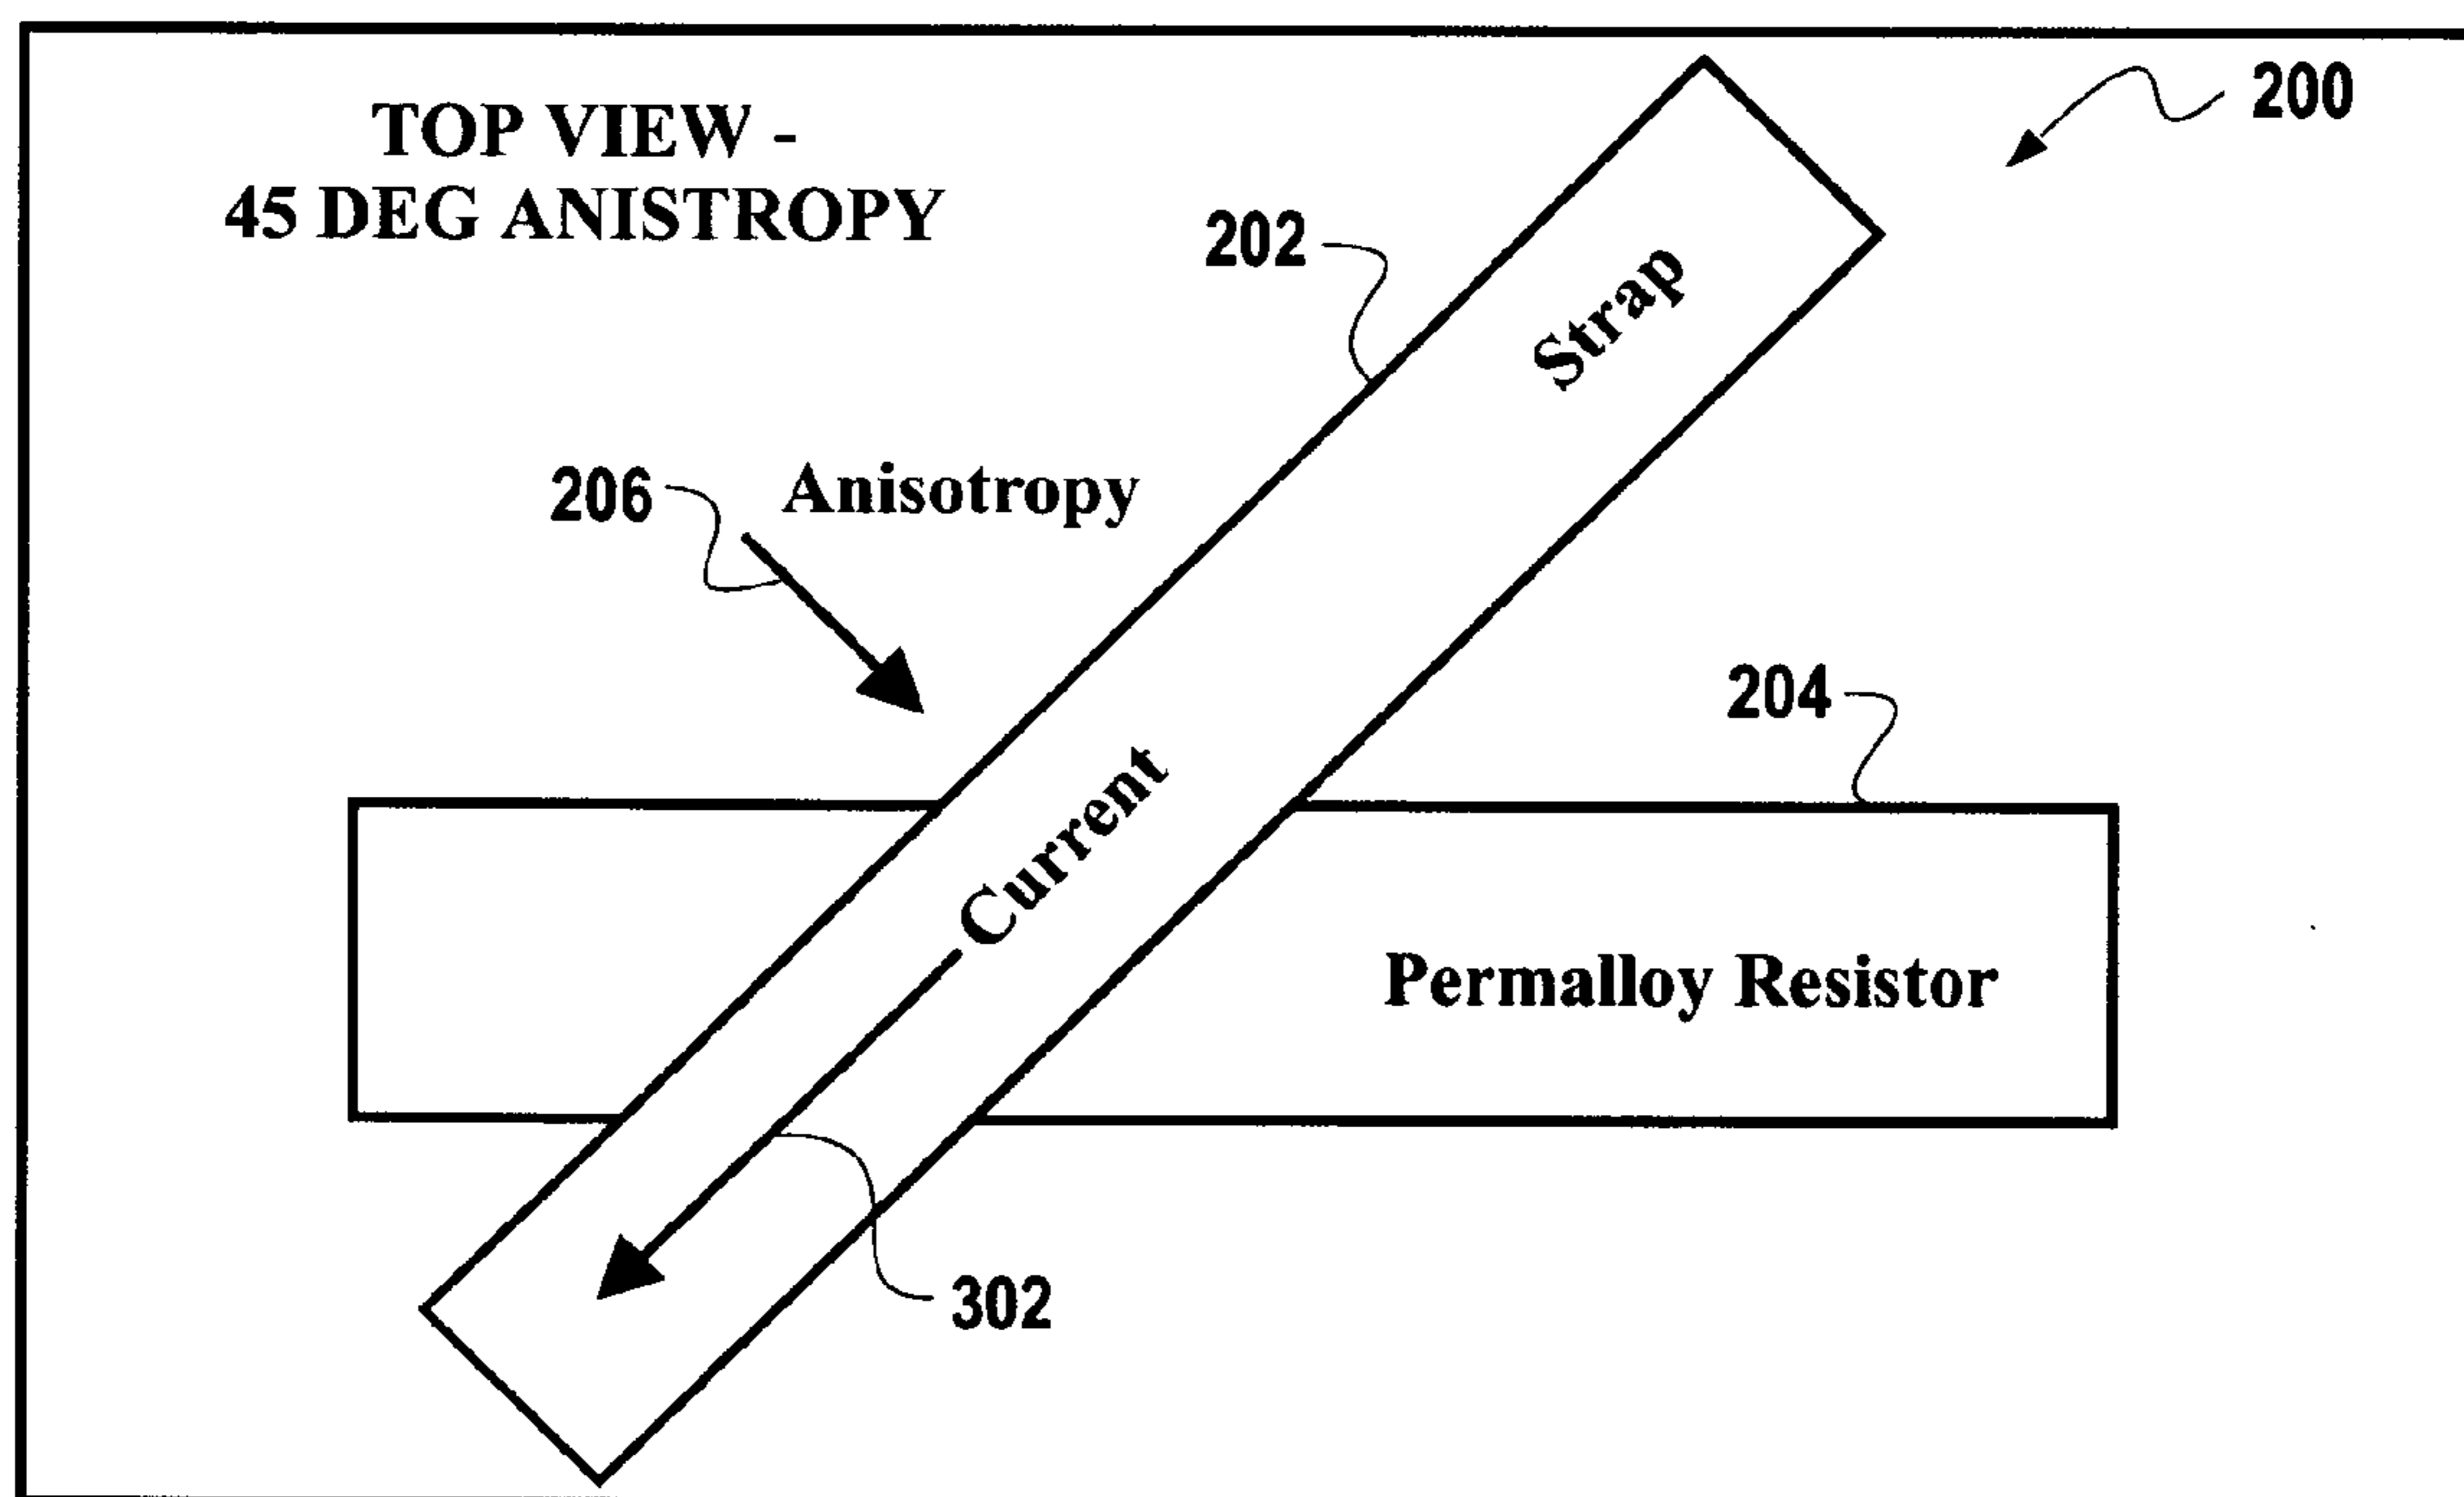 TOP VIEW -
45 DEG ANISTROPY
200
202
Strap
206
Anisotropy
204
Current
Permalloy Resistor
302